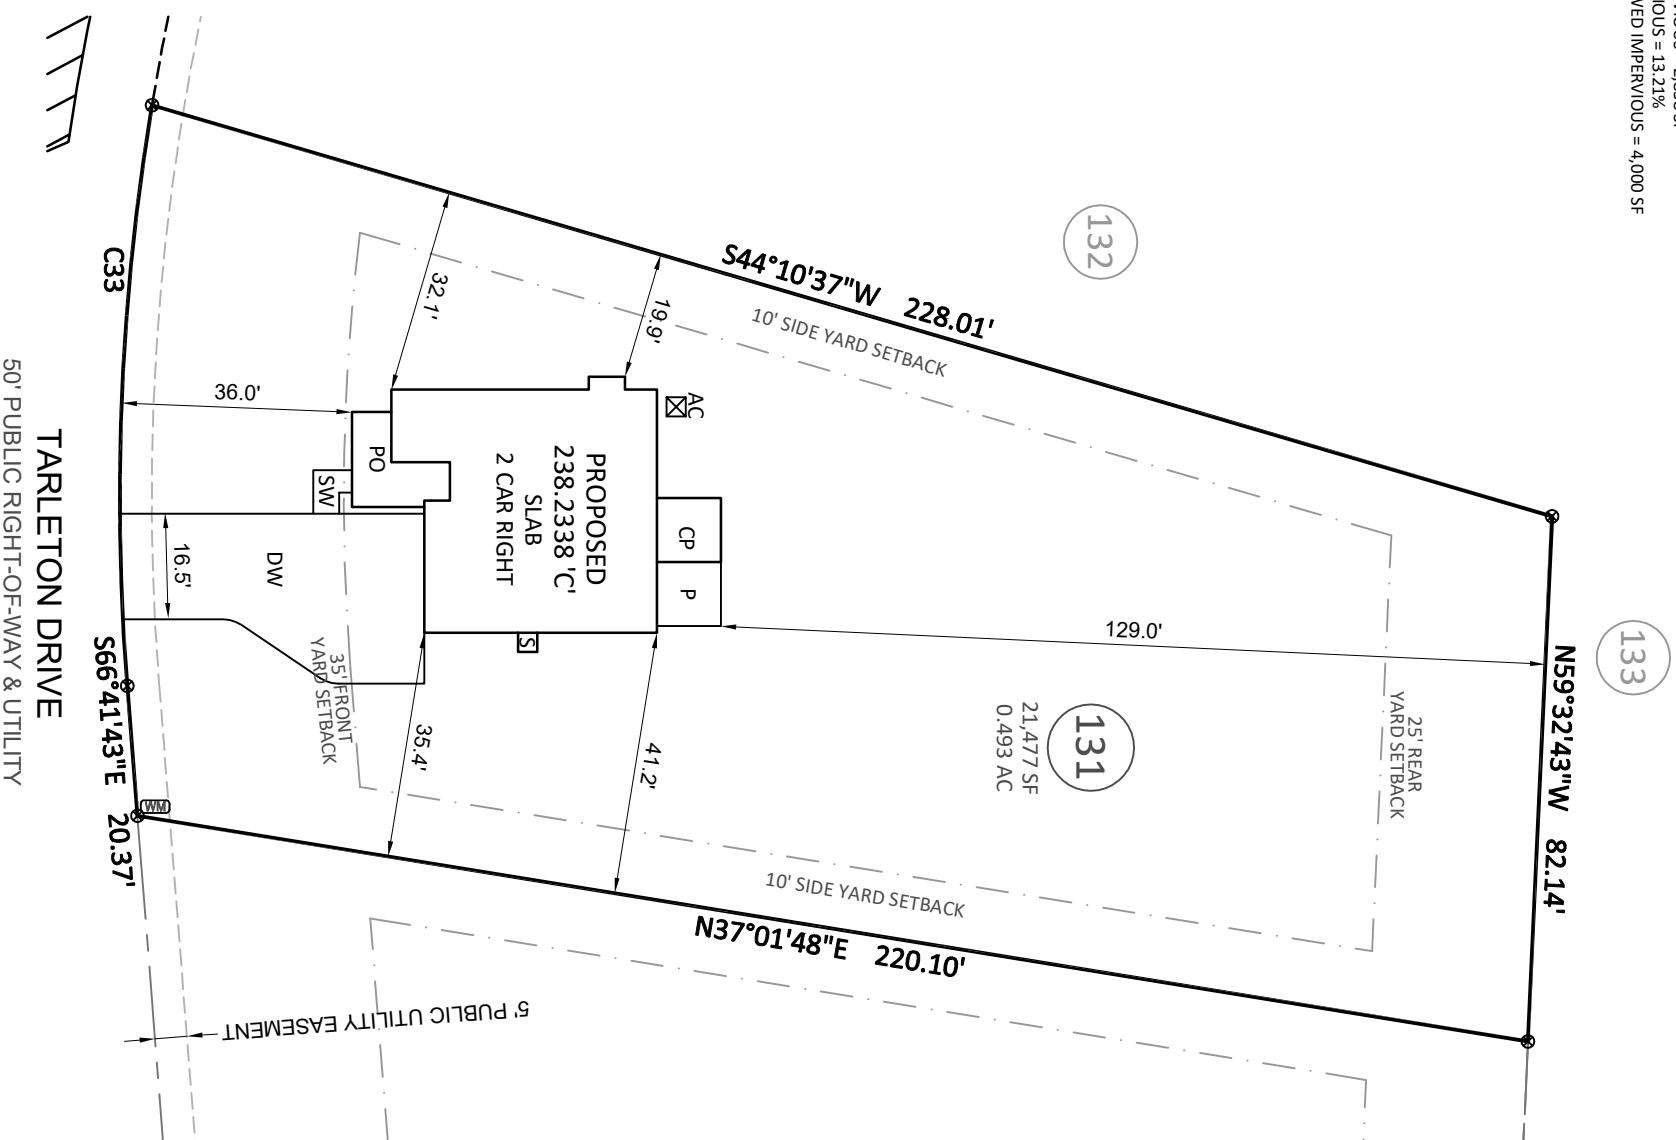 IOUS = 13.21%
VED IMPERVIOUS = 4,000 SF
132
133
S44°10'37"W 228.01'
10' SIDE YARD SETBACK
32.1'
19.9'
C33
36.0'
AC
PO
SW
PROPOSED
238.2338 'C'
SLAB
2 CAR RIGHT
CP
P
S
DW
16.5'
129.0'
N59°32'43"W 82.14'
25' REAR
YARD SETBACK
131
21,477 SF
0.493 AC
35' FRONT
YARD SETBACK
35.4'
41.2'
S66°41'43"E 20.37'
WM
10' SIDE YARD SETBACK
N37°01'48"E 220.10'
5' PUBLIC UTILITY EASEMENT
TARLETON DRIVE
50' PUBLIC RIGHT-OF-WAY & UTILITY